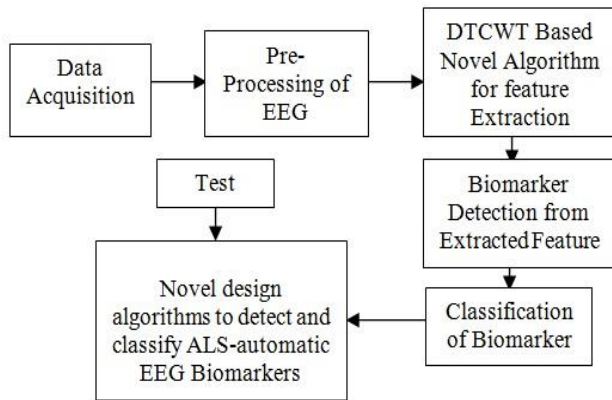 Data
Acquisition
Pre-
Processing of
EEG
DTCWT Based
Novel Algorithm
for feature
Extraction
Biomarker
Detection from
Extracted Feature
Classification
of Biomarker
Test
Novel design
algorithms to detect and
classify ALS-automatic
EEG Biomarkers